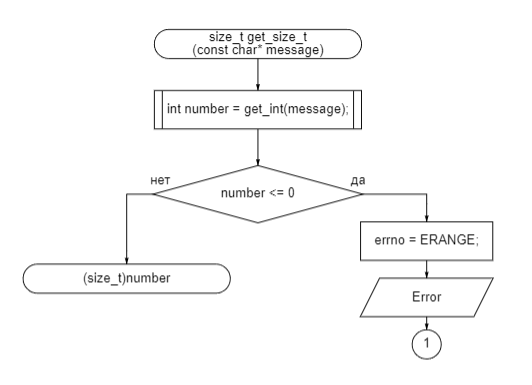 size_t get_size_t
(const char* message)
int number = get_int(message);
нет
да
number <= 0
errno = ERANGE;
(size_t)number
Error
1